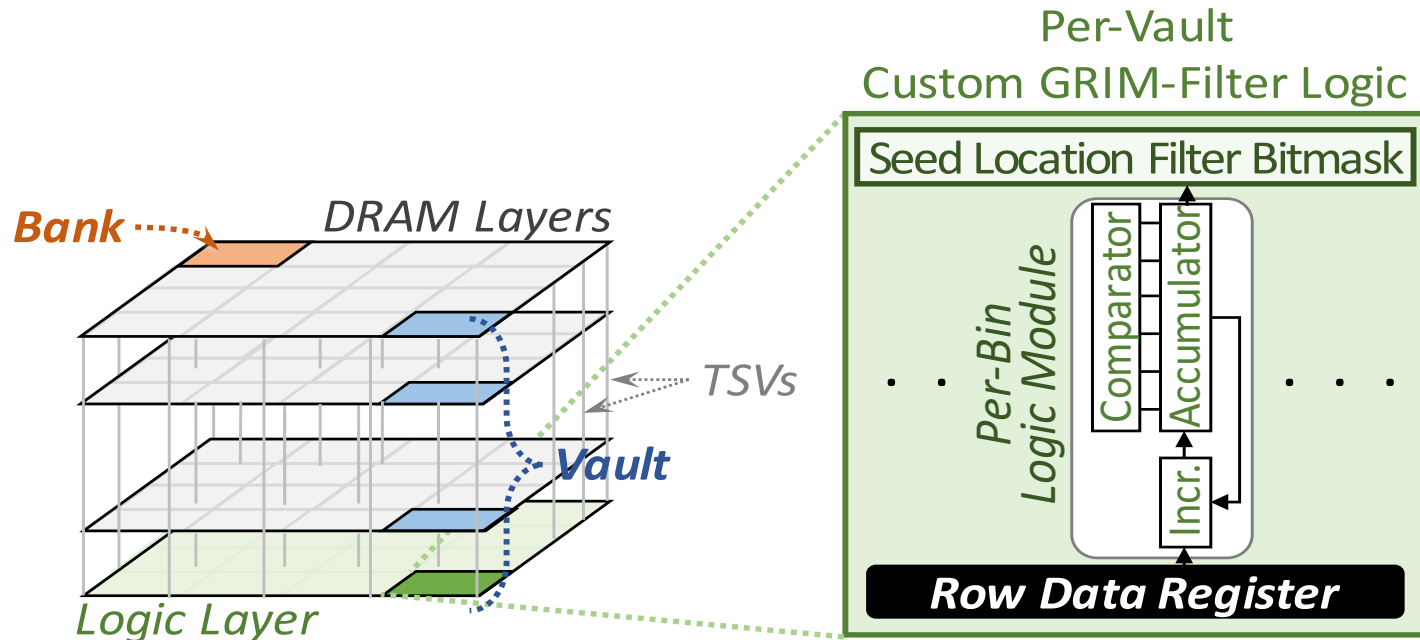 Per-Vault
Custom GRIM-Filter Logic
Seed Location Filter Bitmask
Bank
DRAM Layers
TSVs
Vault
Logic Layer
Per-Bin
Logic Module
Comparator
Accumulator
Incr.
Row Data Register